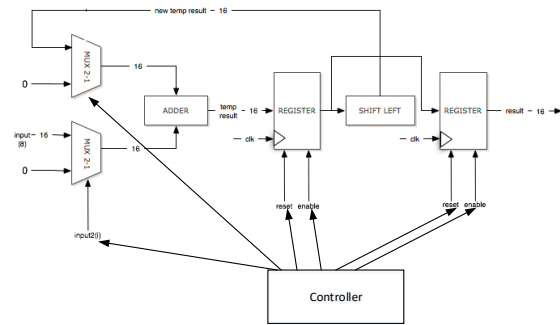 new temp result - 16
MUX 2-1
16
0
ADDER
temp
result
- 16
REGISTER
clk
SHIFT LEFT
REGISTER
clk
result - 16
input - 16
(8)
MUX 2-1
16
0
reset enable
reset enable
input2(i)
Controller